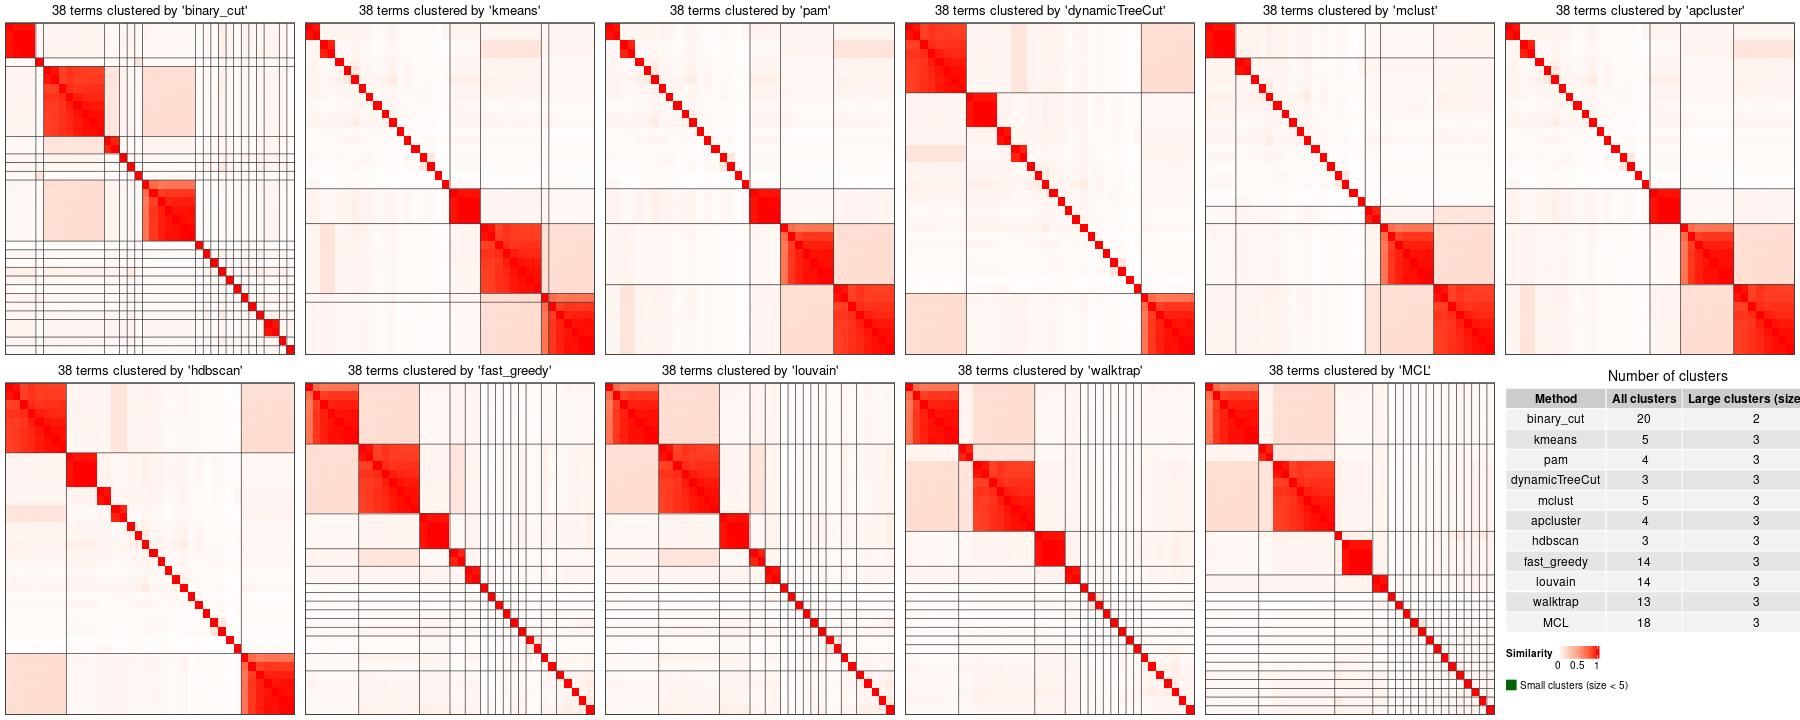 38 terms clustered by 'binary_cut'
38 terms clustered by 'kmeans'
38 terms clustered by 'pam'
38 terms clustered by 'dynamicTreeCut'
38 terms clustered by 'mclust'
38 terms clustered by 'apcluster'
38 terms clustered by 'hdbscan'
38 terms clustered by 'fast_greedy'
38 terms clustered by 'louvain'
38 terms clustered by 'walktrap'
38 terms clustered by 'MCL'
Number of clusters
Method All clusters Large clusters (size
binary_cut 20 2
kmeans 5 3
pam 4 3
dynamicTreeCut 3 3
mclust 5 3
apcluster 4 3
hdbscan 3 3
fast_greedy 14 3
louvain 14 3
walktrap 13 3
MCL 18 3
Similarity
0 0.5 1
Small clusters (size < 5)